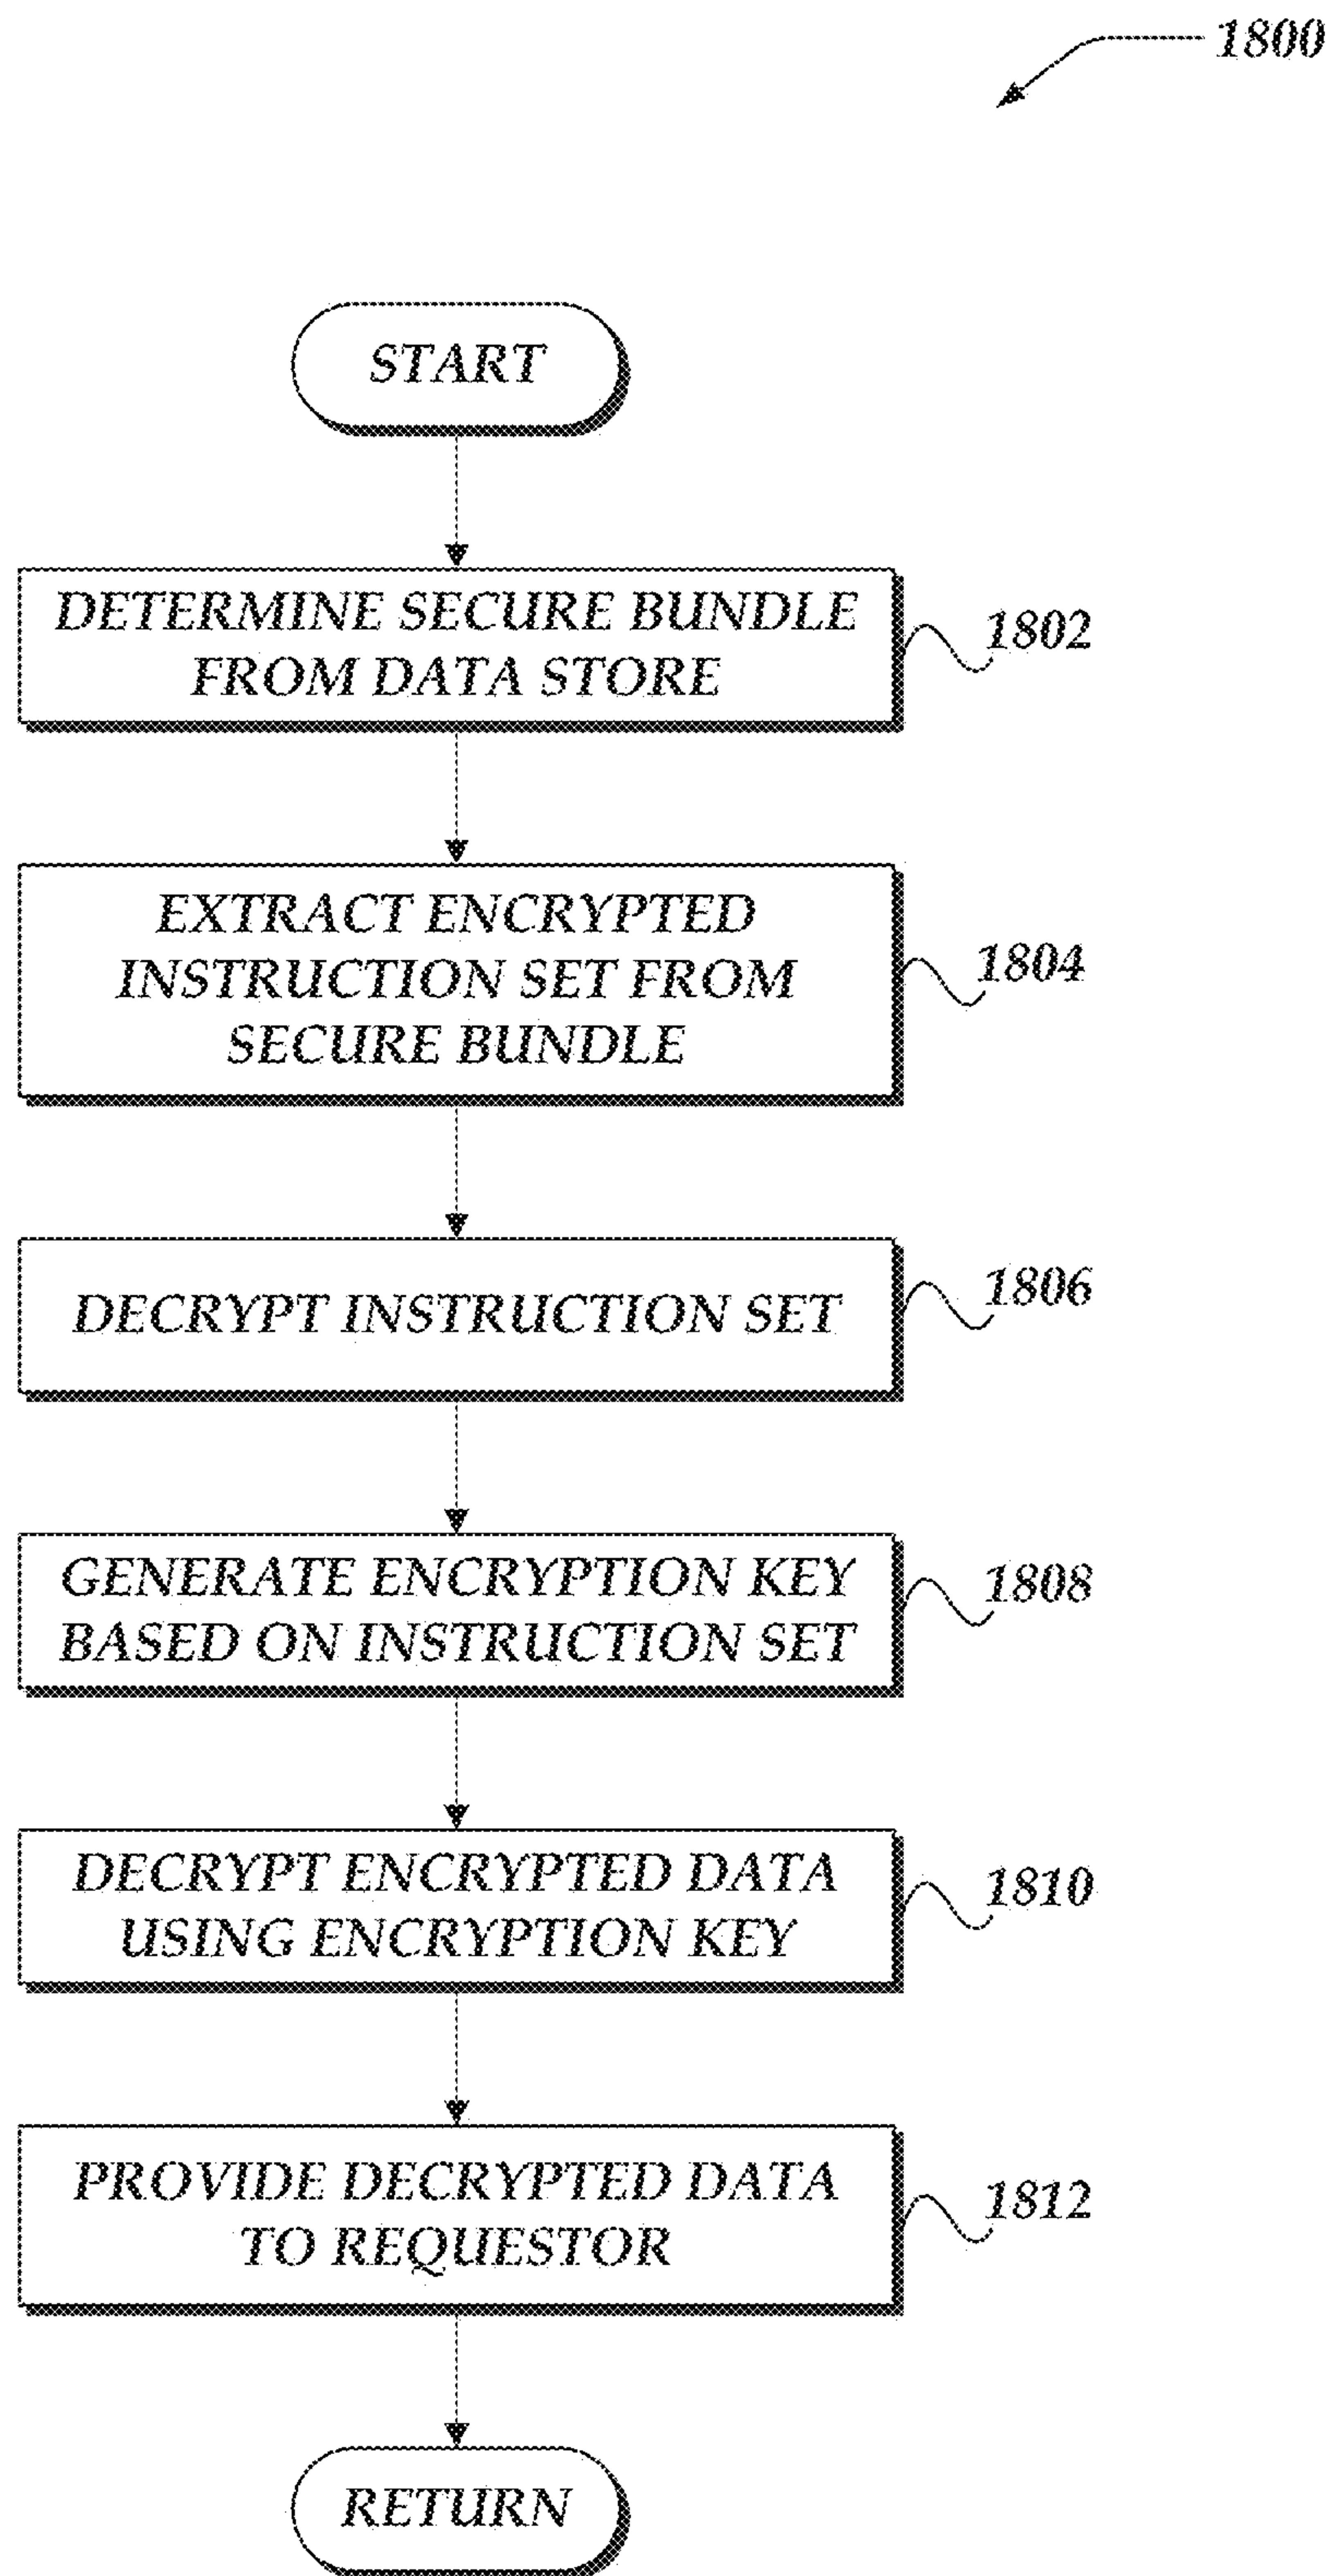 1800
START
DETERMINE SECURE BUNDLE
FROM DATA STORE
1802
EXTRACT ENCRYPTED
INSTRUCTION SET FROM
SECURE BUNDLE
1804
DECRYPT INSTRUCTION SET
1806
GENERATE ENCRYPTION KEY
BASED ON INSTRUCTION SET
1808
DECRYPT ENCRYPTED DATA
USING ENCRYPTION KEY
1810
PROVIDE DECRYPTED DATA
TO REQUESTOR
1812
RETURN